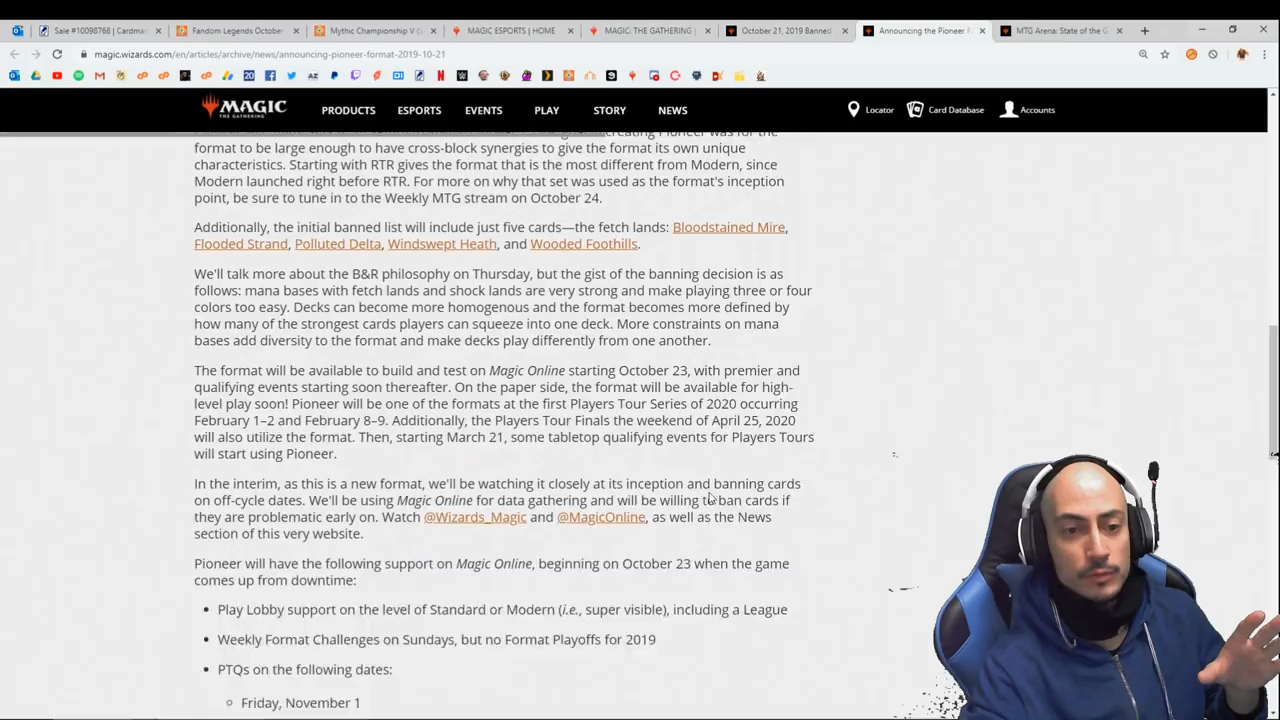 Sale #10098768 | Cardma
Fandom Legends October
Mythic Championship V (
MAGIC ESPORTS | HOME
MAGIC: THE GATHERING |
October 21, 2019 Banned
Announcing the Pioneer F
MTG Arena: State of the G
magic.wizards.com/en/articles/archive/news/announcing-pioneer-format-2019-10-21
MAGIC
THE GATHERING
PRODUCTS ESPORTS EVENTS PLAY STORY NEWS
Locator Card Database Accounts
creating Pioneer was for the
format to be large enough to have cross-block synergies to give the format its own unique
characteristics. Starting with RTR gives the format that is the most different from Modern, since
Modern launched right before RTR. For more on why that set was used as the format's inception
point, be sure to tune in to the Weekly MTG stream on October 24.
Additionally, the initial banned list will include just five cards—the fetch lands: Bloodstained Mire,
Flooded Strand, Polluted Delta, Windswept Heath, and Wooded Foothills.
We'll talk more about the B&R philosophy on Thursday, but the gist of the banning decision is as
follows: mana bases with fetch lands and shock lands are very strong and make playing three or four
colors too easy. Decks can become more homogenous and the format becomes more defined by
how many of the strongest cards players can squeeze into one deck. More constraints on mana
bases add diversity to the format and make decks play differently from one another.
The format will be available to build and test on Magic Online starting October 23, with premier and
qualifying events starting soon thereafter. On the paper side, the format will be available for high-
level play soon! Pioneer will be one of the formats at the first Players Tour Series of 2020 occurring
February 1–2 and February 8–9. Additionally, the Players Tour Finals the weekend of April 25, 2020
will also utilize the format. Then, starting March 21, some tabletop qualifying events for Players Tours
will start using Pioneer.
In the interim, as this is a new format, we'll be watching it closely at its inception and banning cards
on off-cycle dates. We'll be using Magic Online for data gathering and will be willing to ban cards if
they are problematic early on. Watch @Wizards_Magic and @MagicOnline, as well as the News
section of this very website.
Pioneer will have the following support on Magic Online, beginning on October 23 when the game
comes up from downtime:
• Play Lobby support on the level of Standard or Modern (i.e., super visible), including a League
• Weekly Format Challenges on Sundays, but no Format Playoffs for 2019
• PTQs on the following dates:
○ Friday, November 1